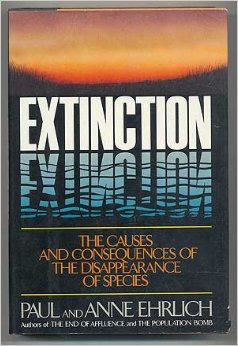 EXTINCTION
EXTINCTION
THE CAUSES
AND CONSEQUENCES OF
THE DISAPPEARANCE
OF SPECIES
PAUL AND ANNE EHRLICH
Authors of THE END OF AFFLUENCE and THE POPULATION BOMB